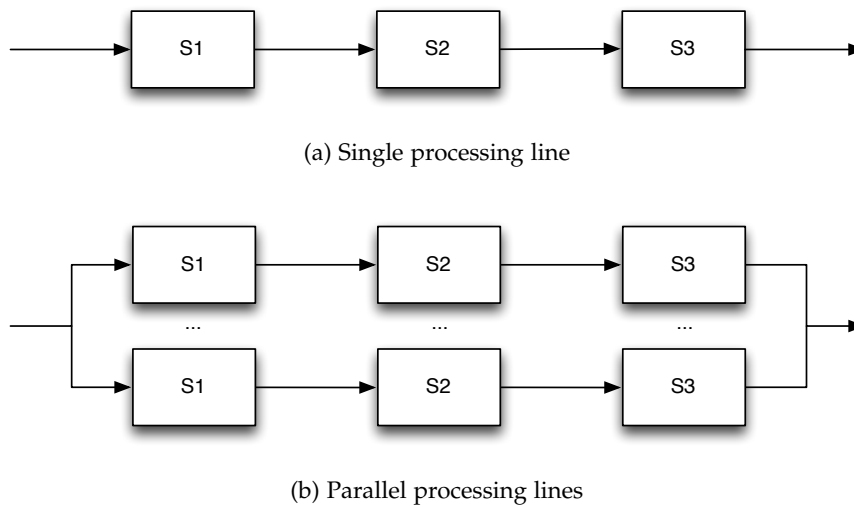 S1 S2 S3
(a) Single processing line
S1 S2 S3
... ... ...
S1 S2 S3
(b) Parallel processing lines